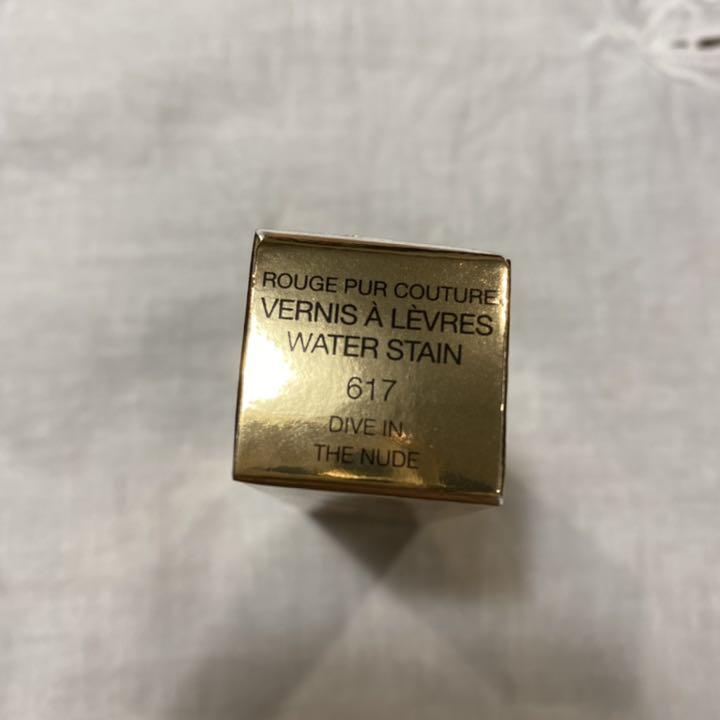 ROUGE PUR COUTURE
VERNIS À LÈVRES
WATER STAIN
617
DIVE IN
THE NUDE